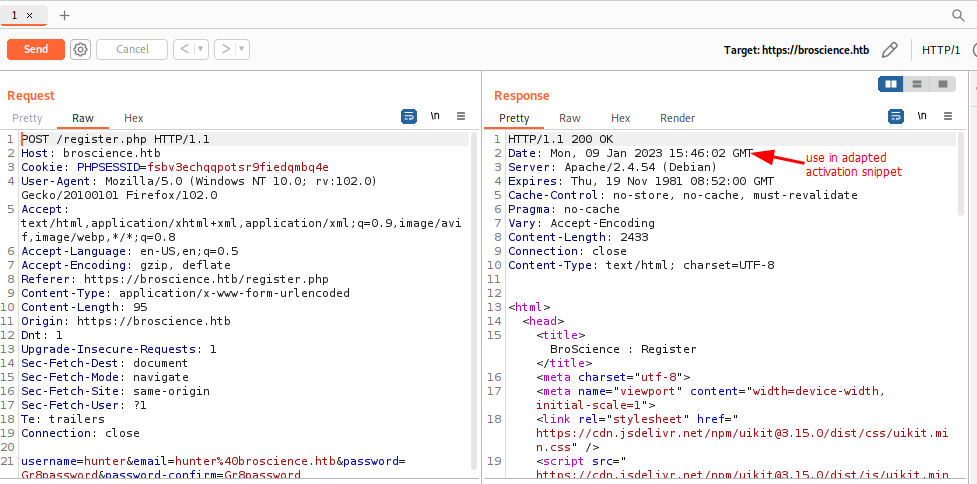 1 × +
Send Cancel < > Target: https://broscience.htb HTTP/1
Request
Pretty Raw Hex \n
1 POST /register.php HTTP/1.1
2 Host: broscience.htb
3 Cookie: PHPSESSID=fsbv3echqqpotsr9fiedqmbq4e
4 User-Agent: Mozilla/5.0 (Windows NT 10.0; rv:102.0)
Gecko/20100101 Firefox/102.0
5 Accept:
text/html,application/xhtml+xml,application/xml;q=0.9,image/avi
f,image/webp,*/*;q=0.8
6 Accept-Language: en-US,en;q=0.5
7 Accept-Encoding: gzip, deflate
8 Referer: https://broscience.htb/register.php
9 Content-Type: application/x-www-form-urlencoded
10 Content-Length: 95
11 Origin: https://broscience.htb
12 Dnt: 1
13 Upgrade-Insecure-Requests: 1
14 Sec-Fetch-Dest: document
15 Sec-Fetch-Mode: navigate
16 Sec-Fetch-Site: same-origin
17 Sec-Fetch-User: ?1
18 Te: trailers
19 Connection: close
20
21 username=hunter&email=hunter%40broscience.htb&password=
Gr8password&password-confirm=Gr8password
Response
Pretty Raw Hex Render \n
1 HTTP/1.1 200 OK
2 Date: Mon, 09 Jan 2023 15:46:02 GMT
use in adapted
activation snippet
3 Server: Apache/2.4.54 (Debian)
4 Expires: Thu, 19 Nov 1981 08:52:00 GMT
5 Cache-Control: no-store, no-cache, must-revalidate
6 Pragma: no-cache
7 Vary: Accept-Encoding
8 Content-Length: 2433
9 Connection: close
10 Content-Type: text/html; charset=UTF-8
11
12
13 <html>
14 <head>
15 <title>
BroScience : Register
</title>
16 <meta charset="utf-8">
17 <meta name="viewport" content="width=device-width,
initial-scale=1">
18 <link rel="stylesheet" href="
https://cdn.jsdelivr.net/npm/uikit@3.15.0/dist/css/uikit.mi
n.css" />
19 <script src="
https://cdn.jsdelivr.net/npm/uikit@3.15.0/dist/js/uikit.min